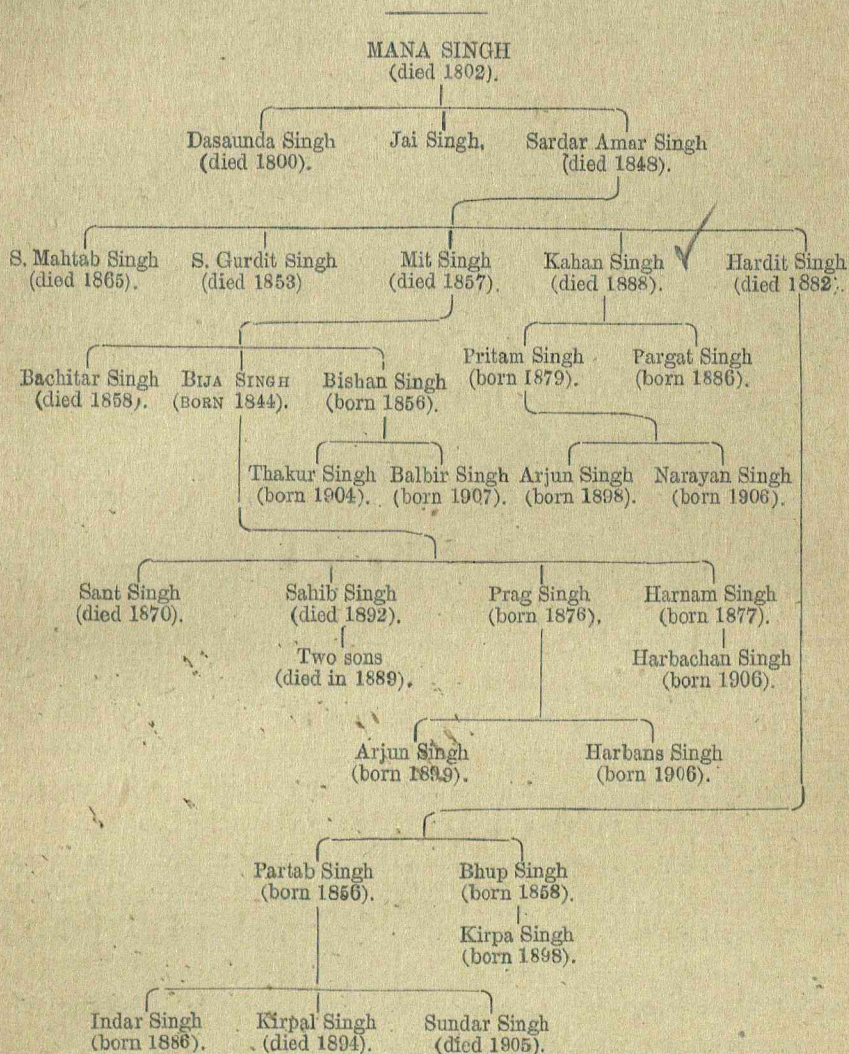 MANA SINGH
(died 1802).
Dasaunda Singh Jai Singh, Sardar Amar Singh
(died 1800). (died 1848).
S. Mahtab Singh S. Gurdit Singh Mit Singh Kahan Singh Hardit Singh
(died 1865). (died 1853) (died 1857). (died 1888). (died 1882).
Pritam Singh Pargat Singh
(born 1879). (born 1886).
Bachitar Singh BIJA SINGH Bishan Singh
(died 1858). (BORN 1844). (born 1856).
Thakur Singh Balbir Singh Arjun Singh Narayan Singh
(born 1904). (born 1907). (born 1898). (born 1906).
Sant Singh Sahib Singh Prag Singh Harnam Singh
(died 1870). (died 1892). (born 1876). (born 1877).
Two sons Harbachan Singh
(died in 1889). (born 1906).
Arjun Singh Harbans Singh
(born 1899). (born 1906).
Partab Singh Bhup Singh
(born 1856). (born 1858).
Kirpa Singh
(born 1898).
Indar Singh Kirpal Singh Sundar Singh
(born 1886). (died 1894). (died 1905).